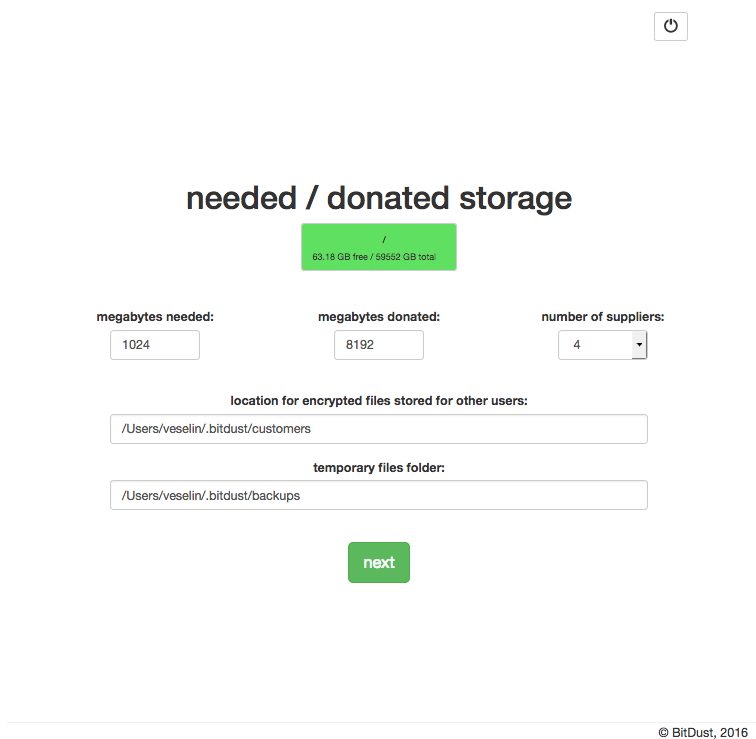 needed / donated storage
/
63.18 GB free / 59552 GB total
megabytes needed: megabytes donated: number of suppliers:
1024 8192 4
location for encrypted files stored for other users:
/Users/veselin/.bitdust/customers
temporary files folder:
/Users/veselin/.bitdust/backups
next
© BitDust, 2016